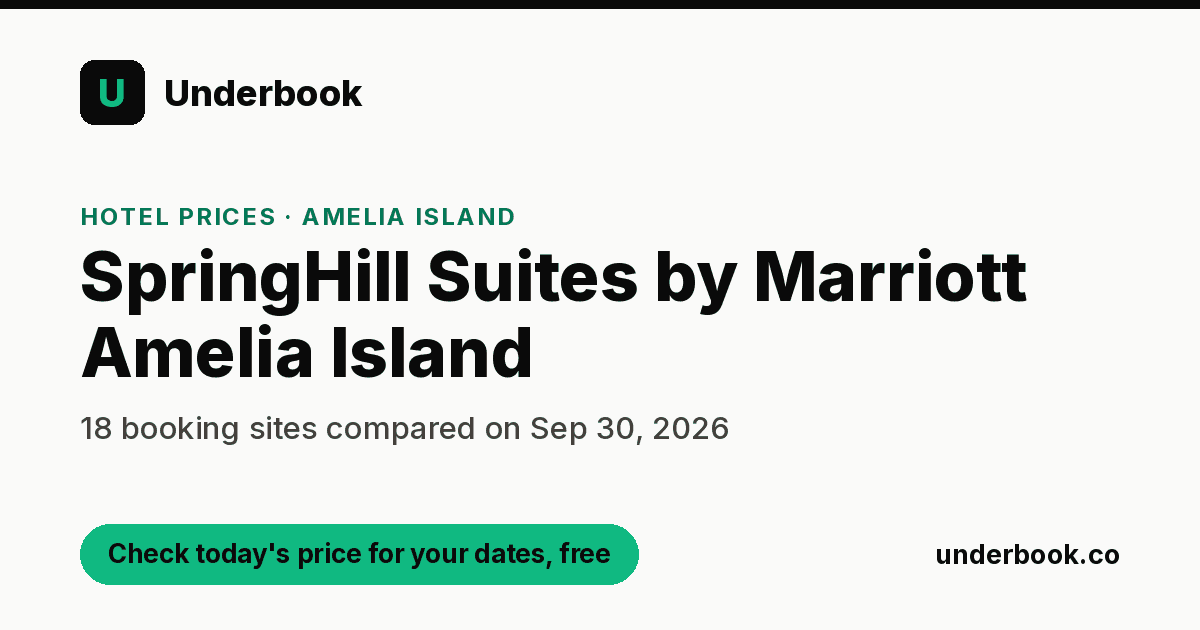 U Underbook
HOTEL PRICES · AMELIA ISLAND
SpringHill Suites by Marriott
Amelia Island
18 booking sites compared on Sep 30, 2026
Check today's price for your dates, free
underbook.co